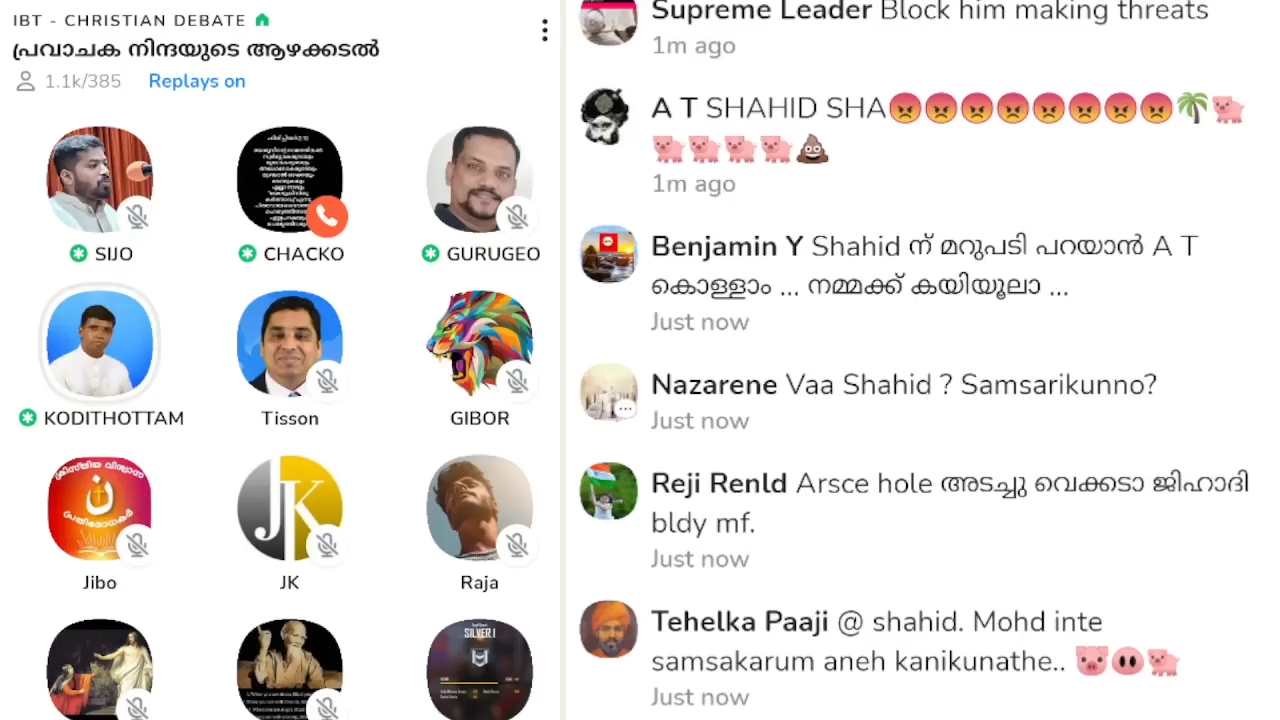 IBT - CHRISTIAN DEBATE
പ്രവാചക നിന്ദയുടെ ആഴക്കടൽ
1.1k/385 Replays on
SIJO CHACKO GURUGEO
KODITHOTTAM Tisson GIBOR
JK
Jibo JK Raja
SILVER I
Supreme Leader Block him making threats
1m ago
A T SHAHID SHA😡😡😡😡😡😡😡😡🌴🐖
🐖🐖🐖🐖💩
1m ago
Benjamin Y Shahid ന് മറുപടി പറയാൻ A T
കൊള്ളാം ... നമ്മക്ക് കയിയൂലാ ...
Just now
Nazarene Vaa Shahid ? Samsarikunno?
Just now
Reji Renld Arsce hole അടച്ചു വെക്കടാ ജിഹാദി
bldy mf.
Just now
Tehelka Paaji @ shahid. Mohd inte
samsakarum aneh kanikunathe.. 🐷🐽🐖
Just now